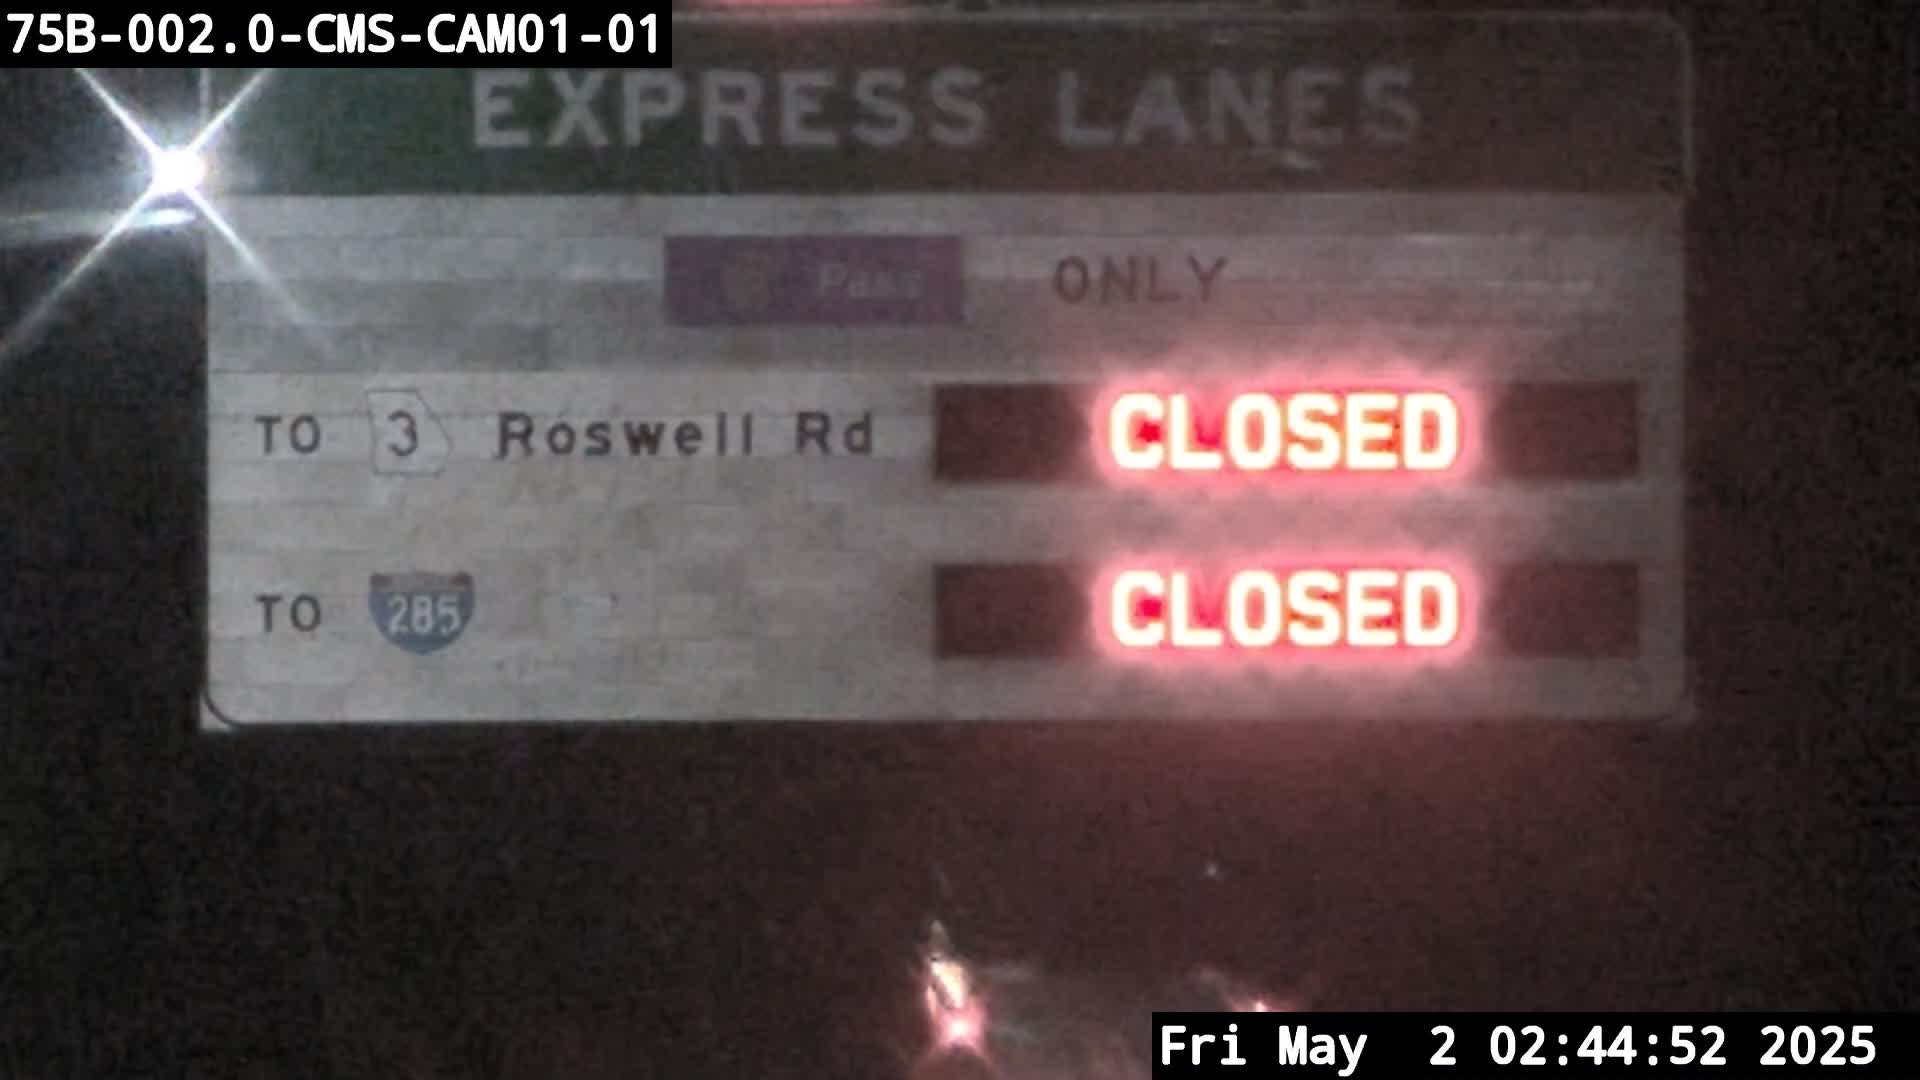 75B-002.0-CMS-CAM01-01
EXPRESS LANES
Pass ONLY
TO 3 Roswell Rd CLOSED
TO 285 CLOSED
Fri May 2 02:44:52 2025